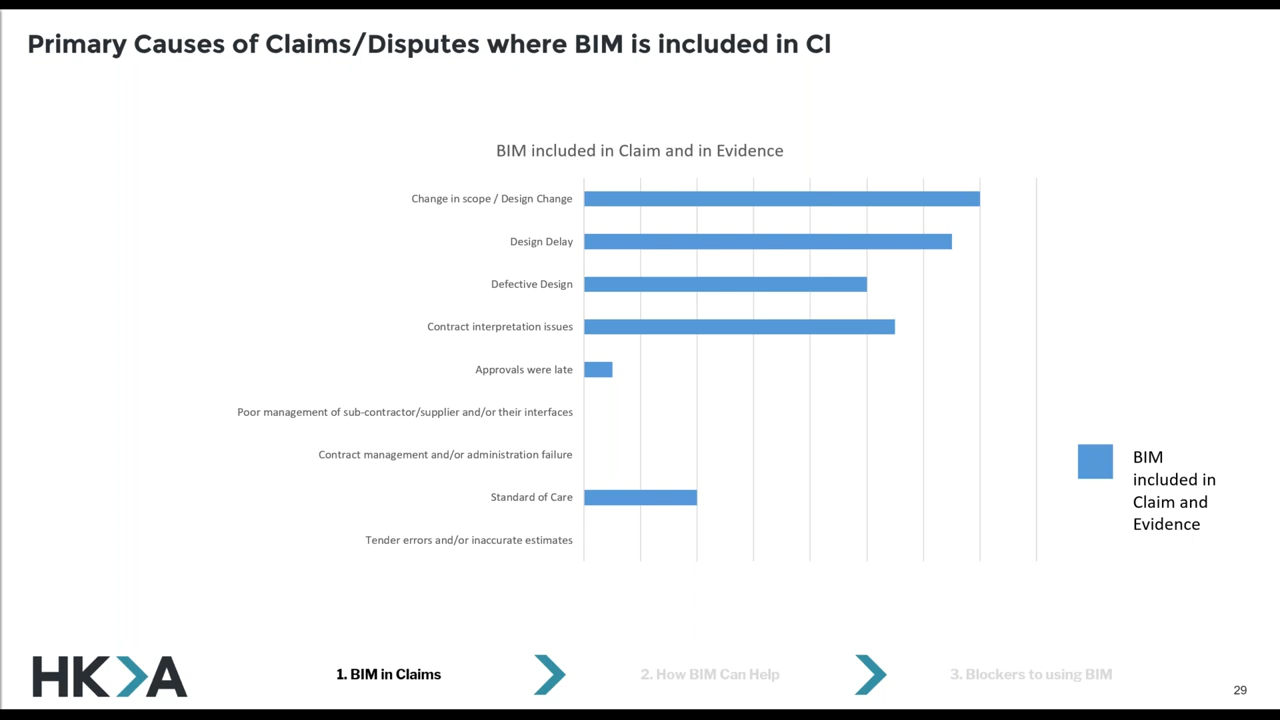 Primary Causes of Claims/Disputes where BIM is included in Cl
BIM included in Claim and in Evidence
Change in scope / Design Change
Design Delay
Defective Design
Contract interpretation issues
Approvals were late
Poor management of sub-contractor/supplier and/or their interfaces
Contract management and/or administration failure
Standard of Care
Tender errors and/or inaccurate estimates
BIM
included in
Claim and
Evidence
HKA
1. BIM in Claims
2. How BIM Can Help
3. Blockers to using BIM
29